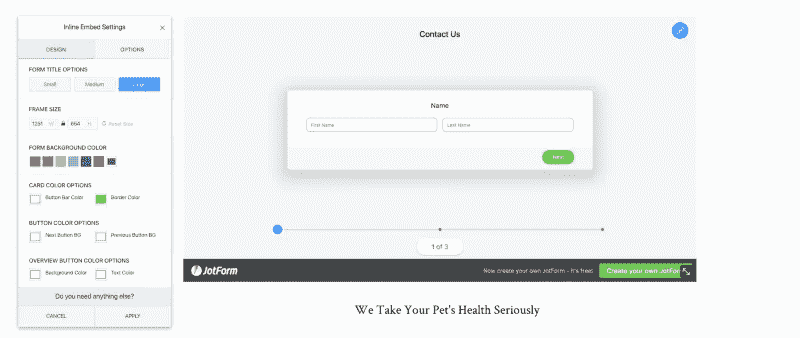 Inline Embed Settings
DESIGN
OPTIONS
FORM TITLE OPTIONS
Small
Medium
FRAME SIZE
W
654
H
Reset Size
FORM BACKGROUND COLOR
CARD COLOR OPTIONS
Button Bar Color
Border Color
BUTTON COLOR OPTIONS
Next Button BG
Previous Button BG
OVERVIEW BUTTON COLOR OPTIONS
Background Color
Text Color
Do you need anything else?
CANCEL
APPLY
Contact Us
Name
First Name
Last Name
1 of 3
JotForm
Now create your own JotForm - It's free!
Create your own JotForm
We Take Your Pet's Health Seriously